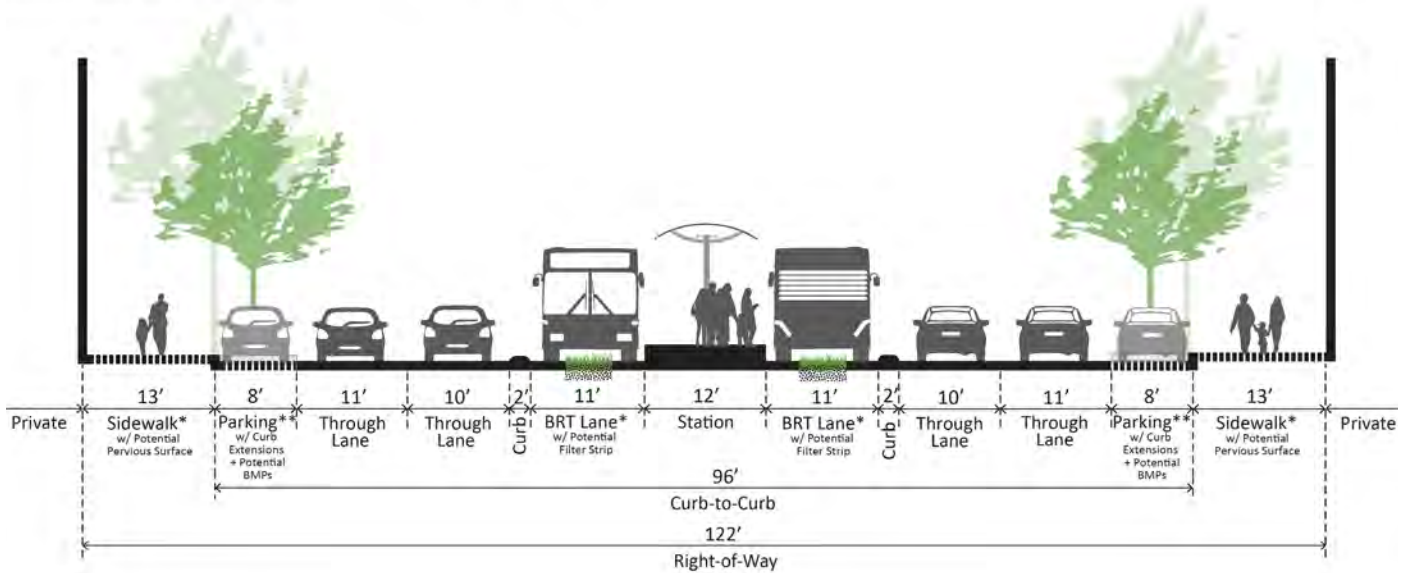 13'
8'
11'
10'
2'
11'
12'
11'
2'
10'
11'
8'
13'
Private
Sidewalk*
w/ Potential
Pervious Surface
Parking**
w/ Curb
Extensions
+ Potential
BMPs
Through
Lane
Through
Lane
Curb
BRT Lane*
w/ Potential
Filter Strip
Station
BRT Lane*
w/ Potential
Filter Strip
Curb
Through
Lane
Through
Lane
Parking**
w/ Curb
Extensions
+ Potential
BMPs
Sidewalk*
w/ Potential
Pervious Surface
Private
96'
Curb-to-Curb
122'
Right-of-Way